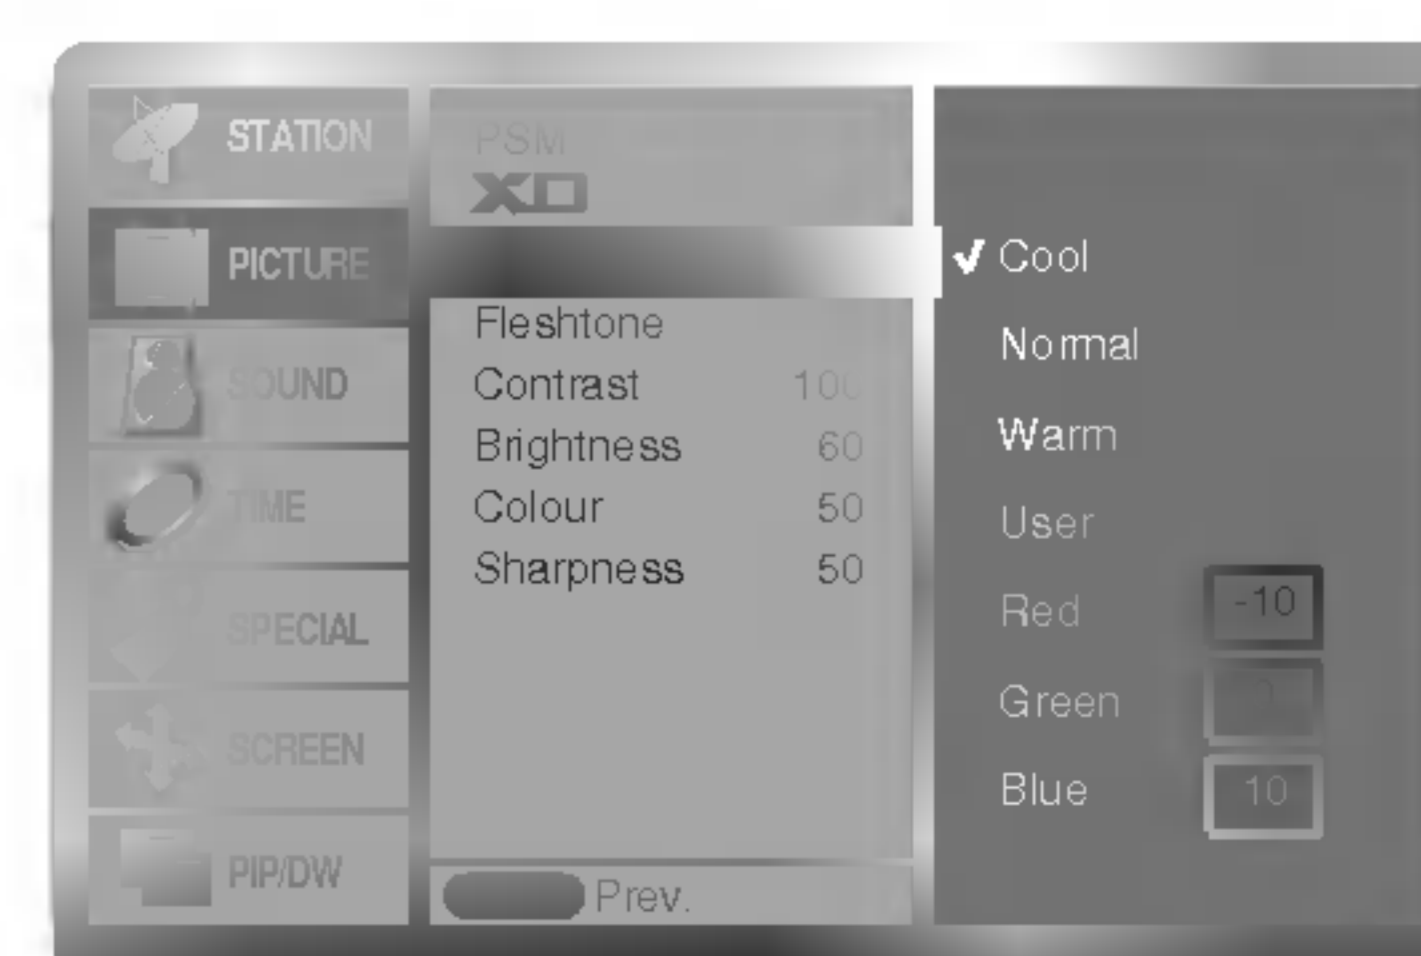 STATION
PICTURE
SOUND
TIME
SPECIAL
SCREEN
PIP/DW
PSM
XD
Fleshtone
Contrast 100
Brightness 60
Colour 50
Sharpness 50
Prev.
✔ Cool
Normal
Warm
User
Red -10
Green
Blue 10